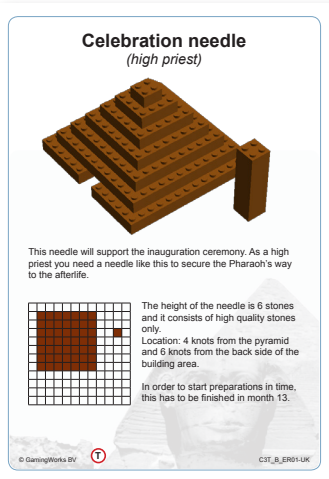 Celebration needle
(high priest)
This needle will support the inauguration ceremony. As a high
priest you need a needle like this to secure the Pharaoh's way
to the afterlife.
The height of the needle is 6 stones
and it consists of high quality stones
only.
Location: 4 knots from the pyramid
and 6 knots from the back side of the
building area.
In order to start preparations in time,
this has to be finished in month 13.
© GamingWorks BV
T
C3T_B_ER01-UK